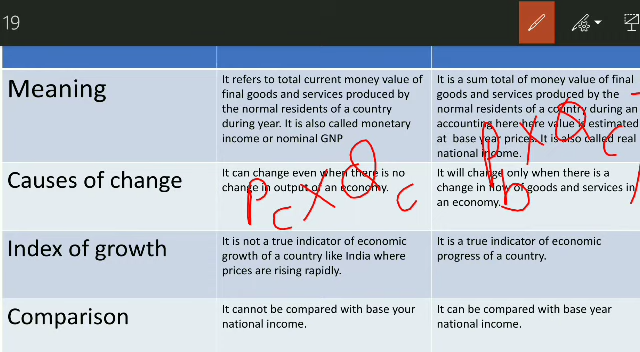 19
Meaning
It refers to total current money value of
final goods and services produced by
the normal residents of a country
during year. It is also called monetary
income or nominal GNP
It is a sum total of money value of final
goods and services produced by the
normal residents of a country during an
accounting here here value is estimated
at base year prices. It is also called real
national income.
Causes of change
It can change even when there is no
change in output of an economy.
It will change only when there is a
change in flow of goods and services in
an economy.
Pc X Qc
Pb X Qc
Index of growth
It is not a true indicator of economic
growth of a country like India where
prices are rising rapidly.
It is a true indicator of economic
progress of a country.
Comparison
It cannot be compared with base your
national income.
It can be compared with base year
national income.